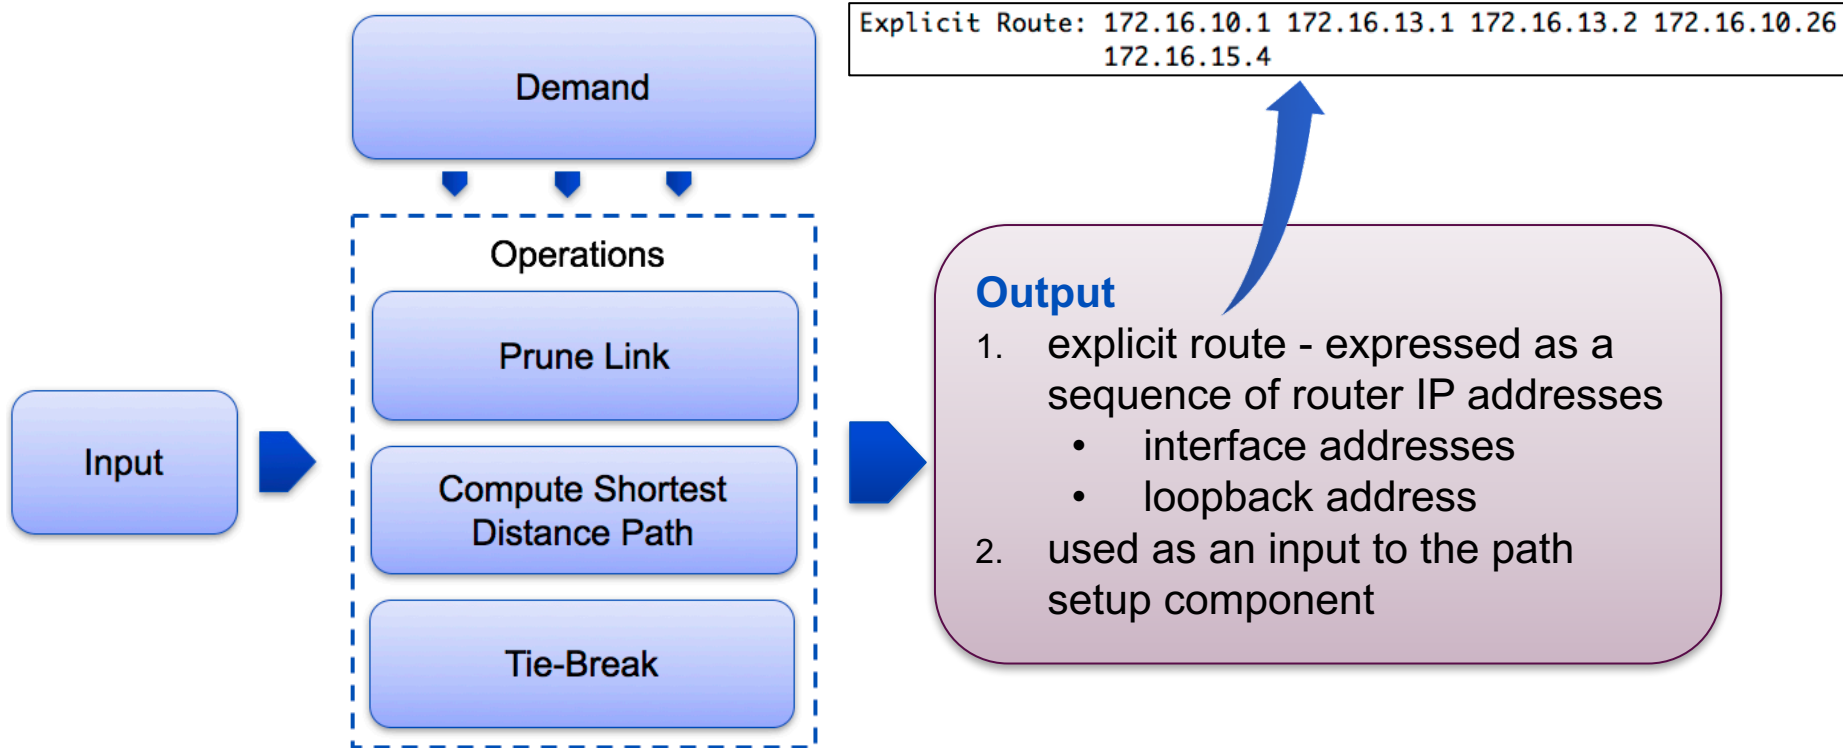 Explicit Route: 172.16.10.1 172.16.13.1 172.16.13.2 172.16.10.26
172.16.15.4
Demand
Operations
Prune Link
Compute Shortest
Distance Path
Tie-Break
Input
Output
1. explicit route - expressed as a
sequence of router IP addresses
• interface addresses
• loopback address
2. used as an input to the path
setup component